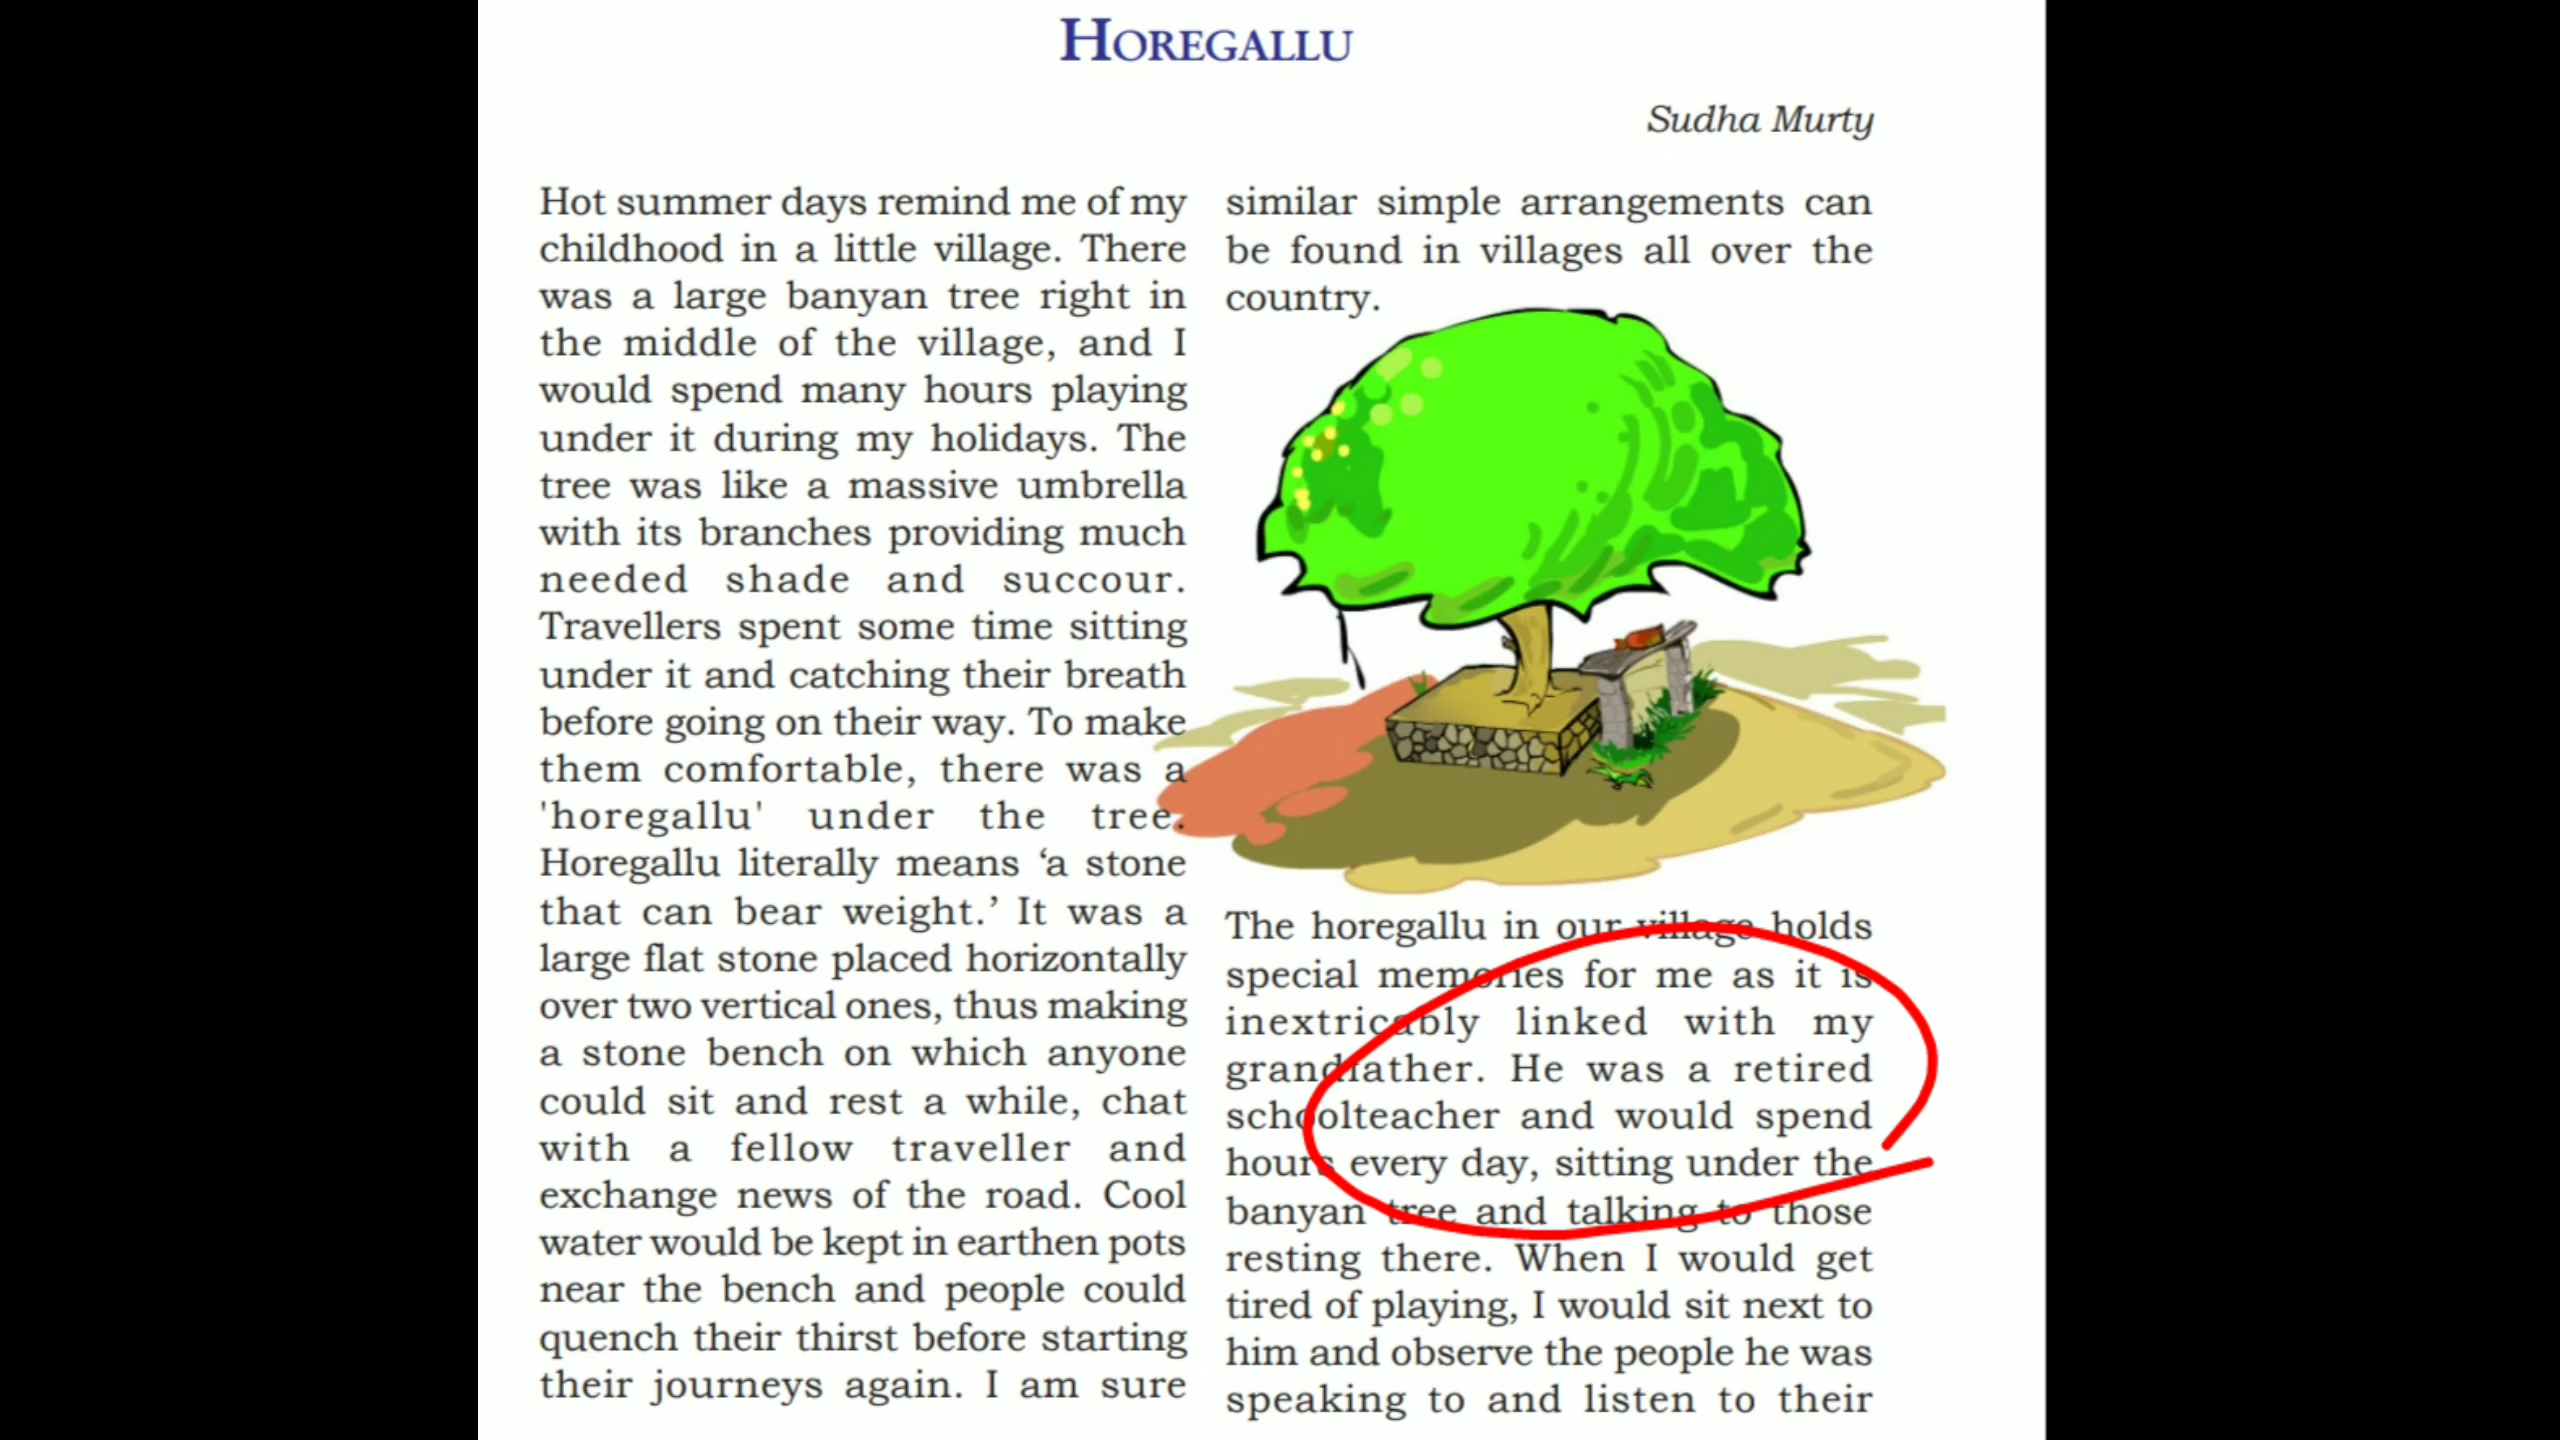 HOREGALLU
Sudha Murty
Hot summer days remind me of my
childhood in a little village. There
was a large banyan tree right in
the middle of the village, and I
would spend many hours playing
under it during my holidays. The
tree was like a massive umbrella
with its branches providing much
needed shade and succour.
Travellers spent some time sitting
under it and catching their breath
before going on their way. To make
them comfortable, there was a
'horegallu' under the tree.
Horegallu literally means ‘a stone
that can bear weight.’ It was a
large flat stone placed horizontally
over two vertical ones, thus making
a stone bench on which anyone
could sit and rest a while, chat
with a fellow traveller and
exchange news of the road. Cool
water would be kept in earthen pots
near the bench and people could
quench their thirst before starting
their journeys again. I am sure
similar simple arrangements can
be found in villages all over the
country.
The horegallu in our village holds
special memories for me as it is
inextricably linked with my
grandfather. He was a retired
schoolteacher and would spend
hours every day, sitting under the
banyan tree and talking to those
resting there. When I would get
tired of playing, I would sit next to
him and observe the people he was
speaking to and listen to their